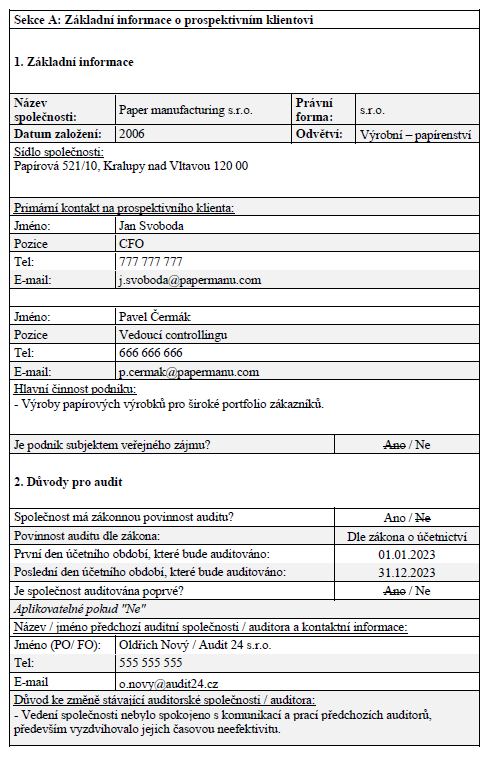 Sekce A: Základní informace o prospektivním klientovi
1. Základní informace
Název společnosti: Paper manufacturing s.r.o. Právní forma: s.r.o.
Datum založení: 2006 Odvětví: Výrobní – papírenství
Sídlo společnosti:
Papírová 521/10, Kralupy nad Vltavou 120 00
Primární kontakt na prospektivního klienta:
Jméno: Jan Svoboda
Pozice CFO
Tel: 777 777 777
E-mail: j.svoboda@papermanu.com
Jméno: Pavel Čermák
Pozice Vedoucí controllingu
Tel: 666 666 666
E-mail: p.cermak@papermanu.com
Hlavní činnost podniku:
- Výroby papírových výrobků pro široké portfolio zákazníků.
Je podnik subjektem veřejného zájmu? Ano / Ne
2. Důvody pro audit
Společnost má zákonnou povinnost auditu? Ano / Ne
Povinnost auditu dle zákona: Dle zákona o účetnictví
První den účetního období, které bude auditováno: 01.01.2023
Poslední den účetního období, které bude auditováno: 31.12.2023
Je společnost auditována poprvé? Ano / Ne
Aplikovatelné pokud "Ne"
Název / jméno předchozí auditní společnosti / auditora a kontaktní informace:
Jméno (PO/ FO): Oldřich Nový / Audit 24 s.r.o.
Tel: 555 555 555
E-mail o.novy@audit24.cz
Důvod ke změně stávající auditorské společnosti / auditora:
- Vedení společnosti nebylo spokojeno s komunikací a prací předchozích auditorů,
především vyzdvihovalo jejich časovou neefektivitu.